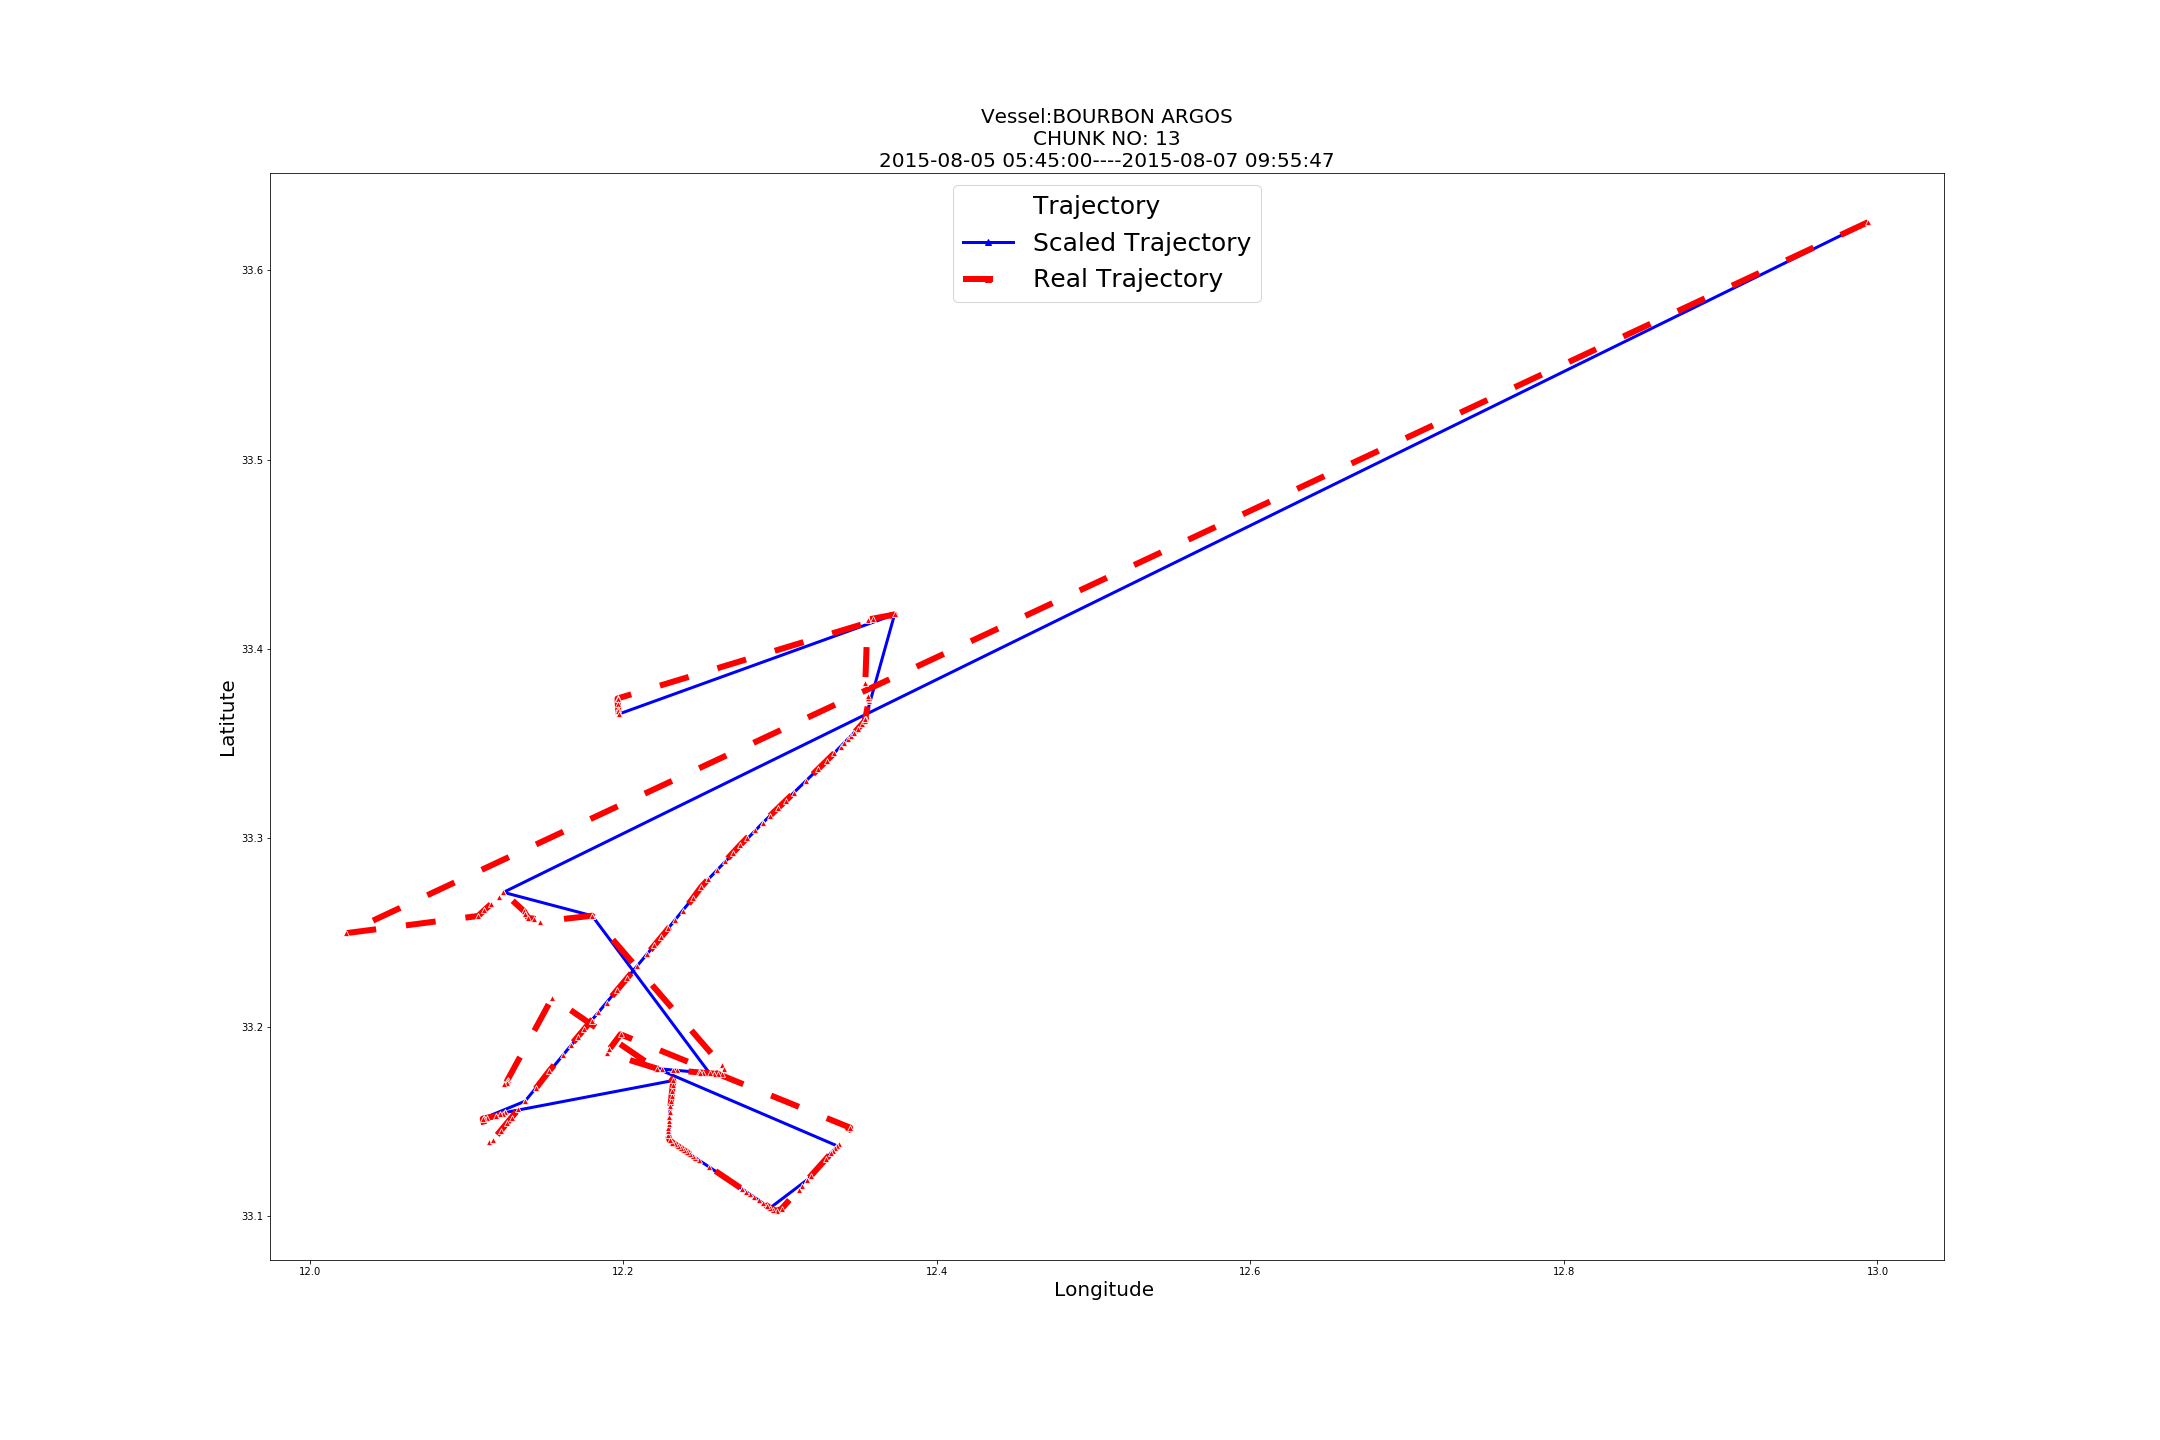 Vessel:BOURBON ARGOS
CHUNK NO: 13
2015-08-05 05:45:00----2015-08-07 09:55:47
Trajectory
Scaled Trajectory
Real Trajectory
Latitute
33.6
33.5
33.4
33.3
33.2
33.1
12.0 12.2 12.4 12.6 12.8 13.0
Longitude